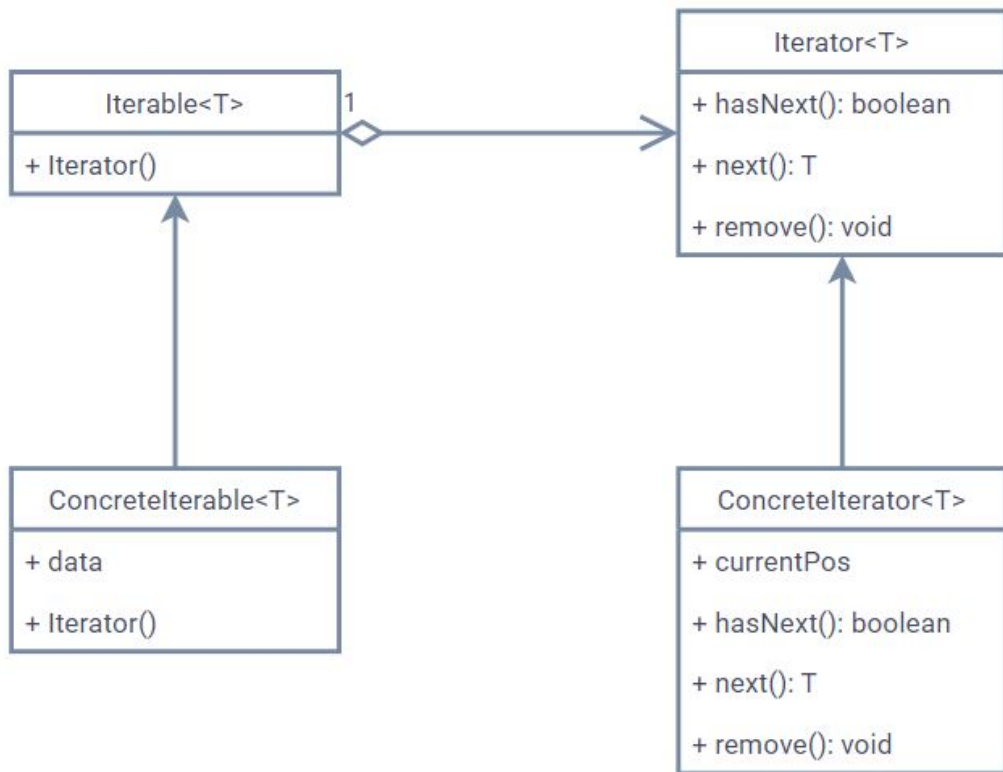 Iterable<T>
+ Iterator()
1
Iterator<T>
+ hasNext(): boolean
+ next(): T
+ remove(): void
ConcreteIterable<T>
+ data
+ Iterator()
ConcreteIterator<T>
+ currentPos
+ hasNext(): boolean
+ next(): T
+ remove(): void